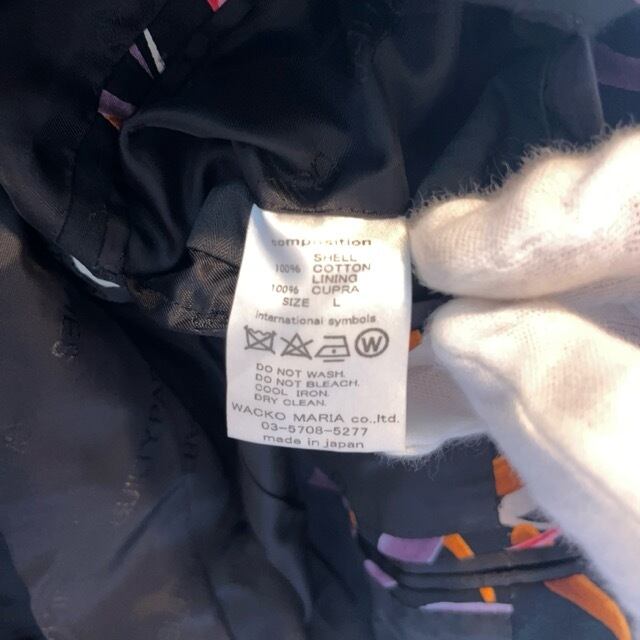 composition
SHELL
100% COTTON
LINING
100% CUPRA
SIZE L
international symbols
W
DO NOT WASH.
DO NOT BLEACH.
COOL IRON.
DRY CLEAN.
WACKO MARIA co.,ltd.
03-5708-5277
made in japan